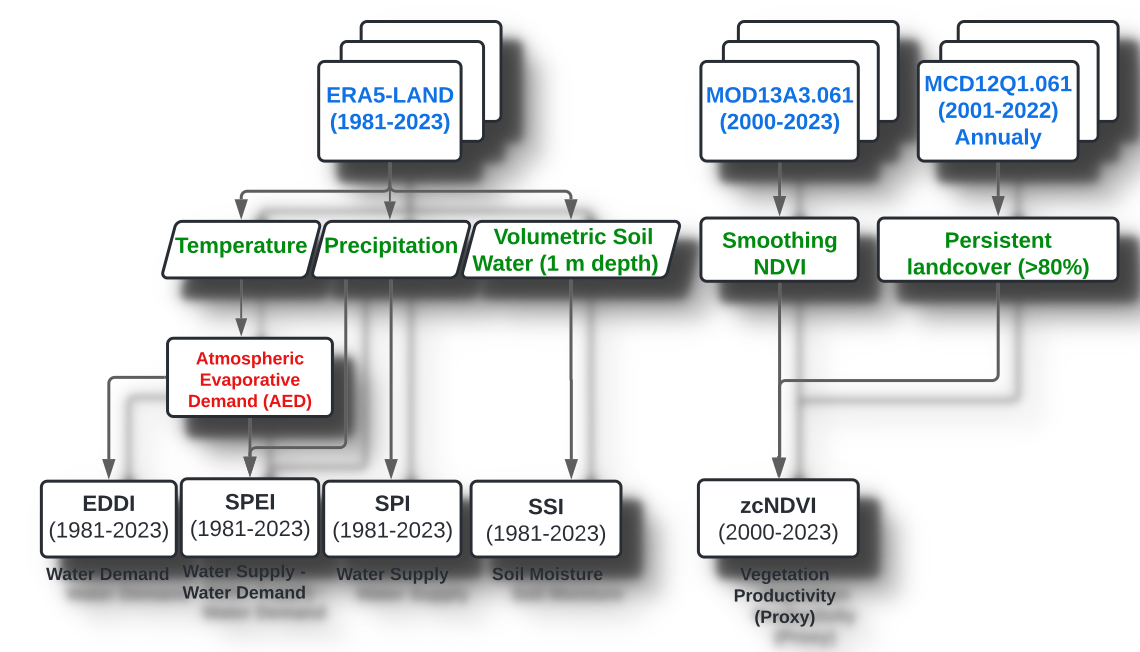 ERA5-LAND
(1981-2023)
MOD13A3.061
(2000-2023)
MCD12Q1.061
(2001-2022)
Annualy
Temperature
Precipitation
Volumetric Soil
Water (1 m depth)
Smoothing
NDVI
Persistent
landcover (>80%)
Atmospheric
Evaporative
Demand (AED)
EDDI
(1981-2023)
SPEI
(1981-2023)
SPI
(1981-2023)
SSI
(1981-2023)
zcNDVI
(2000-2023)
Water Demand
Water Supply -
Water Demand
Water Supply
Soil Moisture
Vegetation
Productivity
(Proxy)